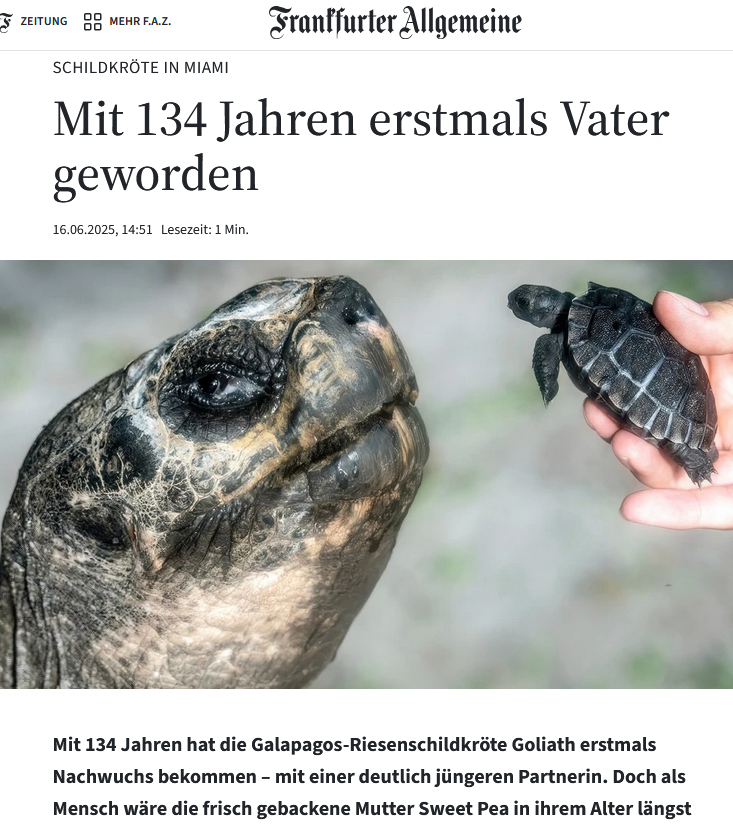 ZEITUNG MEHR F.A.Z. Frankfurter Allgemeine
SCHILDKRÖTE IN MIAMI
Mit 134 Jahren erstmals Vater
geworden
16.06.2025, 14:51 Lesezeit: 1 Min.
Mit 134 Jahren hat die Galapagos-Riesenschildkröte Goliath erstmals
Nachwuchs bekommen – mit einer deutlich jüngeren Partnerin. Doch als
Mensch wäre die frisch gebackene Mutter Sweet Pea in ihrem Alter längst